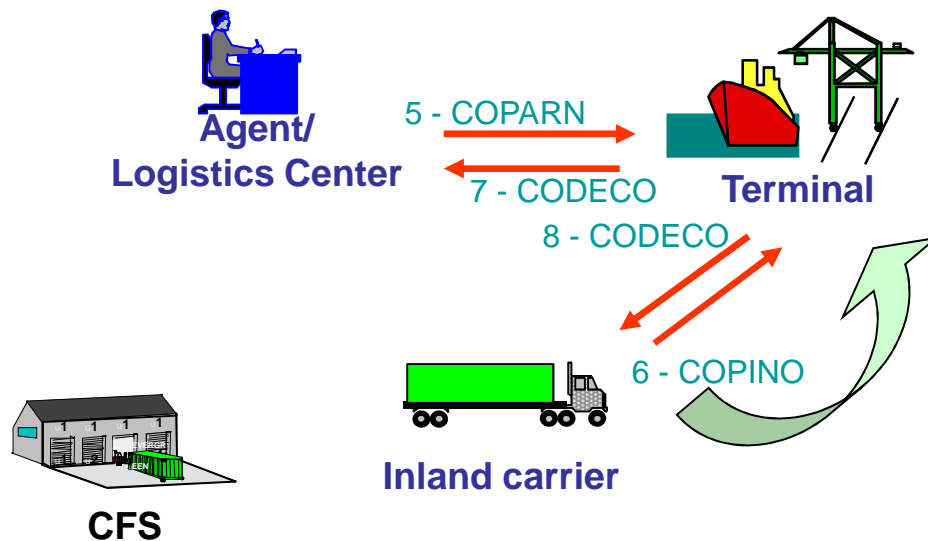 5 - COPARN
Agent/
Logistics Center
7 - CODECO
Terminal
8 - CODECO
6 - COPINO
Inland carrier
CFS